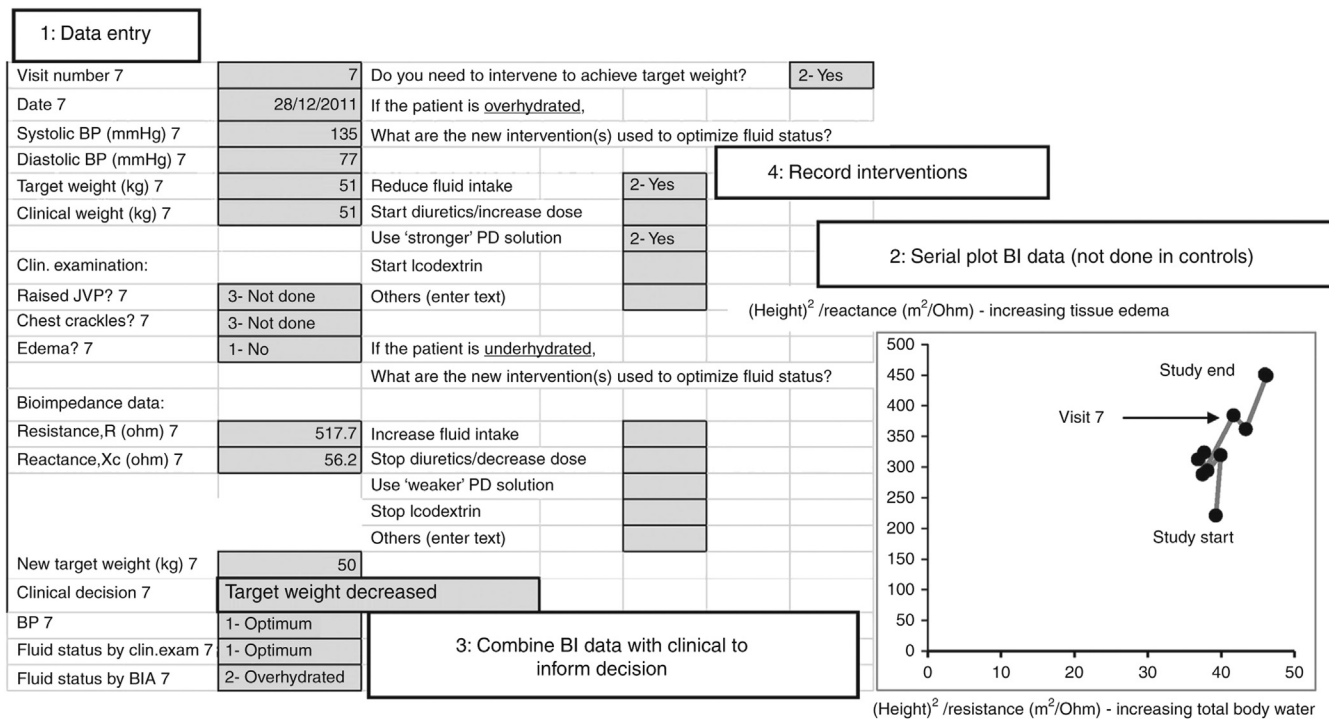 1: Data entry
Visit number 7 7 Do you need to intervene to achieve target weight? 2- Yes
Date 7 28/12/2011 If the patient is overhydrated,
Systolic BP (mmHg) 7 135 What are the new intervention(s) used to optimize fluid status?
Diastolic BP (mmHg) 7 77
4: Record interventions
Target weight (kg) 7 51 Reduce fluid intake 2- Yes
Clinical weight (kg) 7 51 Start diuretics/increase dose
Use ‘stronger’ PD solution 2- Yes
2: Serial plot BI data (not done in controls)
Clin. examination: Start Icodextrin
Raised JVP? 7 3- Not done Others (enter text)
Chest crackles? 7 3- Not done
Edema? 7 1- No If the patient is underhydrated,
What are the new intervention(s) used to optimize fluid status?
Bioimpedance data:
Resistance,R (ohm) 7 517.7 Increase fluid intake
Reactance,Xc (ohm) 7 56.2 Stop diuretics/decrease dose
Use ‘weaker’ PD solution
Stop Icodextrin
Others (enter text)
New target weight (kg) 7 50
Clinical decision 7 Target weight decreased
BP 7 1- Optimum
Fluid status by clin.exam 7 1- Optimum
Fluid status by BIA 7 2- Overhydrated
3: Combine BI data with clinical to
inform decision
(Height)2 /reactance (m2/Ohm) - increasing tissue edema
500
450
400
350
300
250
200
150
100
50
0
Study end
Visit 7
Study start
0 10 20 30 40 50
(Height)2 /resistance (m2/Ohm) - increasing total body water